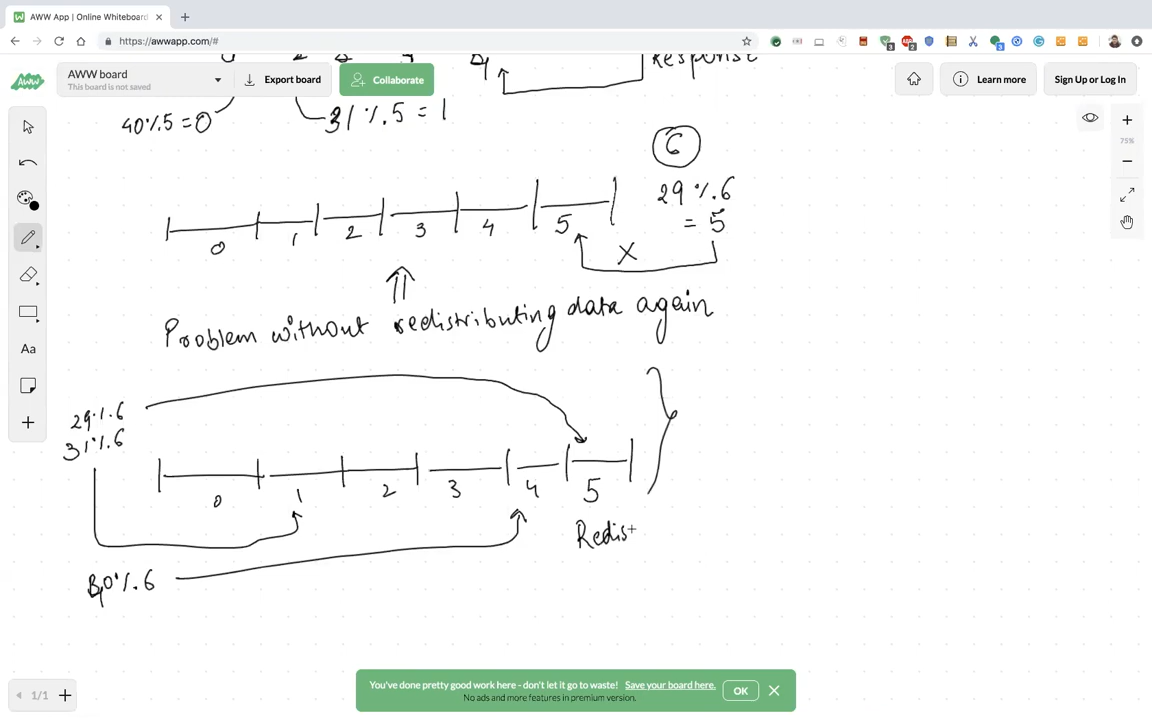 AWW App | Online Whiteboard
https://awwapp.com/#
AWW
AWW board
This board is not saved
Export board
Collaborate
Learn more
Sign Up or Log In
Response
40%5=0
31%5=1
6
29%6
= 5
75%
0 1 2 3 4 5
X
Problem without redistributing data again
Aa
29%6
31%6
0 1 2 3 4 5
Redist
40%6
You've done pretty good work here - don't let it go to waste! Save your board here.
No ads and more features in premium version.
OK
1/1